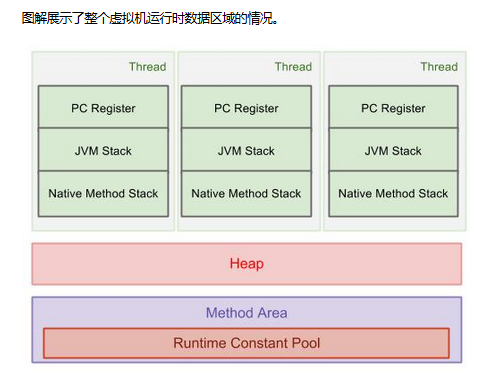 图解展示了整个虚拟机运行时数据区域的情况。
Thread Thread Thread
PC Register PC Register PC Register
JVM Stack JVM Stack JVM Stack
Native Method Stack Native Method Stack Native Method Stack
Heap
Method Area
Runtime Constant Pool